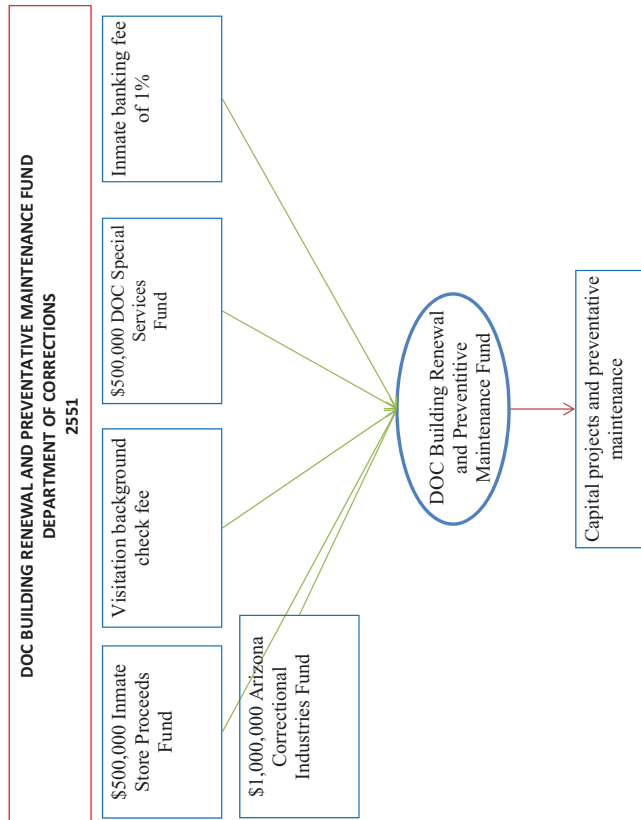 DOC BUILDING RENEWAL AND PREVENTATIVE MAINTENANCE FUND
DEPARTMENT OF CORRECTIONS
2551
$500,000 Inmate
Store Proceeds
Fund
Visitation background
check fee
$500,000 DOC Special
Services
Fund
Inmate banking fee
of 1%
$1,000,000 Arizona
Correctional
Industries Fund
DOC Building Renewal
and Preventitive
Maintenance Fund
Capital projects and preventative
maintenance